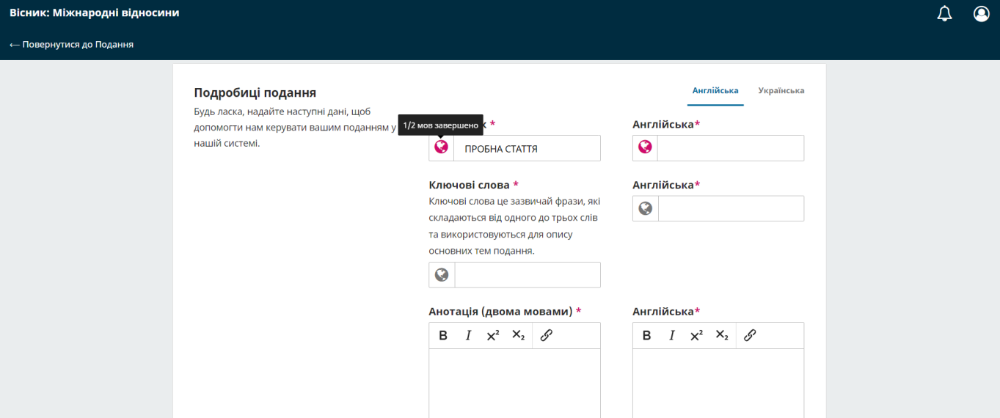 Вісник: Міжнародні відносини
← Повернутися до Подання
Подробиці подання
Будь ласка, надайте наступні дані, щоб
допомогти нам керувати вашим поданням у
нашій системі.
Англійська
Українська
1/2 мов завершено
*
ПРОБНА СТАТТЯ
Англійська*
Ключові слова *
Ключові слова це зазвичай фрази, які
складаються від одного до трьох слів
та використовуються для опису
основних тем подання.
Англійська*
Анотація (двома мовами) *
B I X² X₂
Англійська*
B I X² X₂